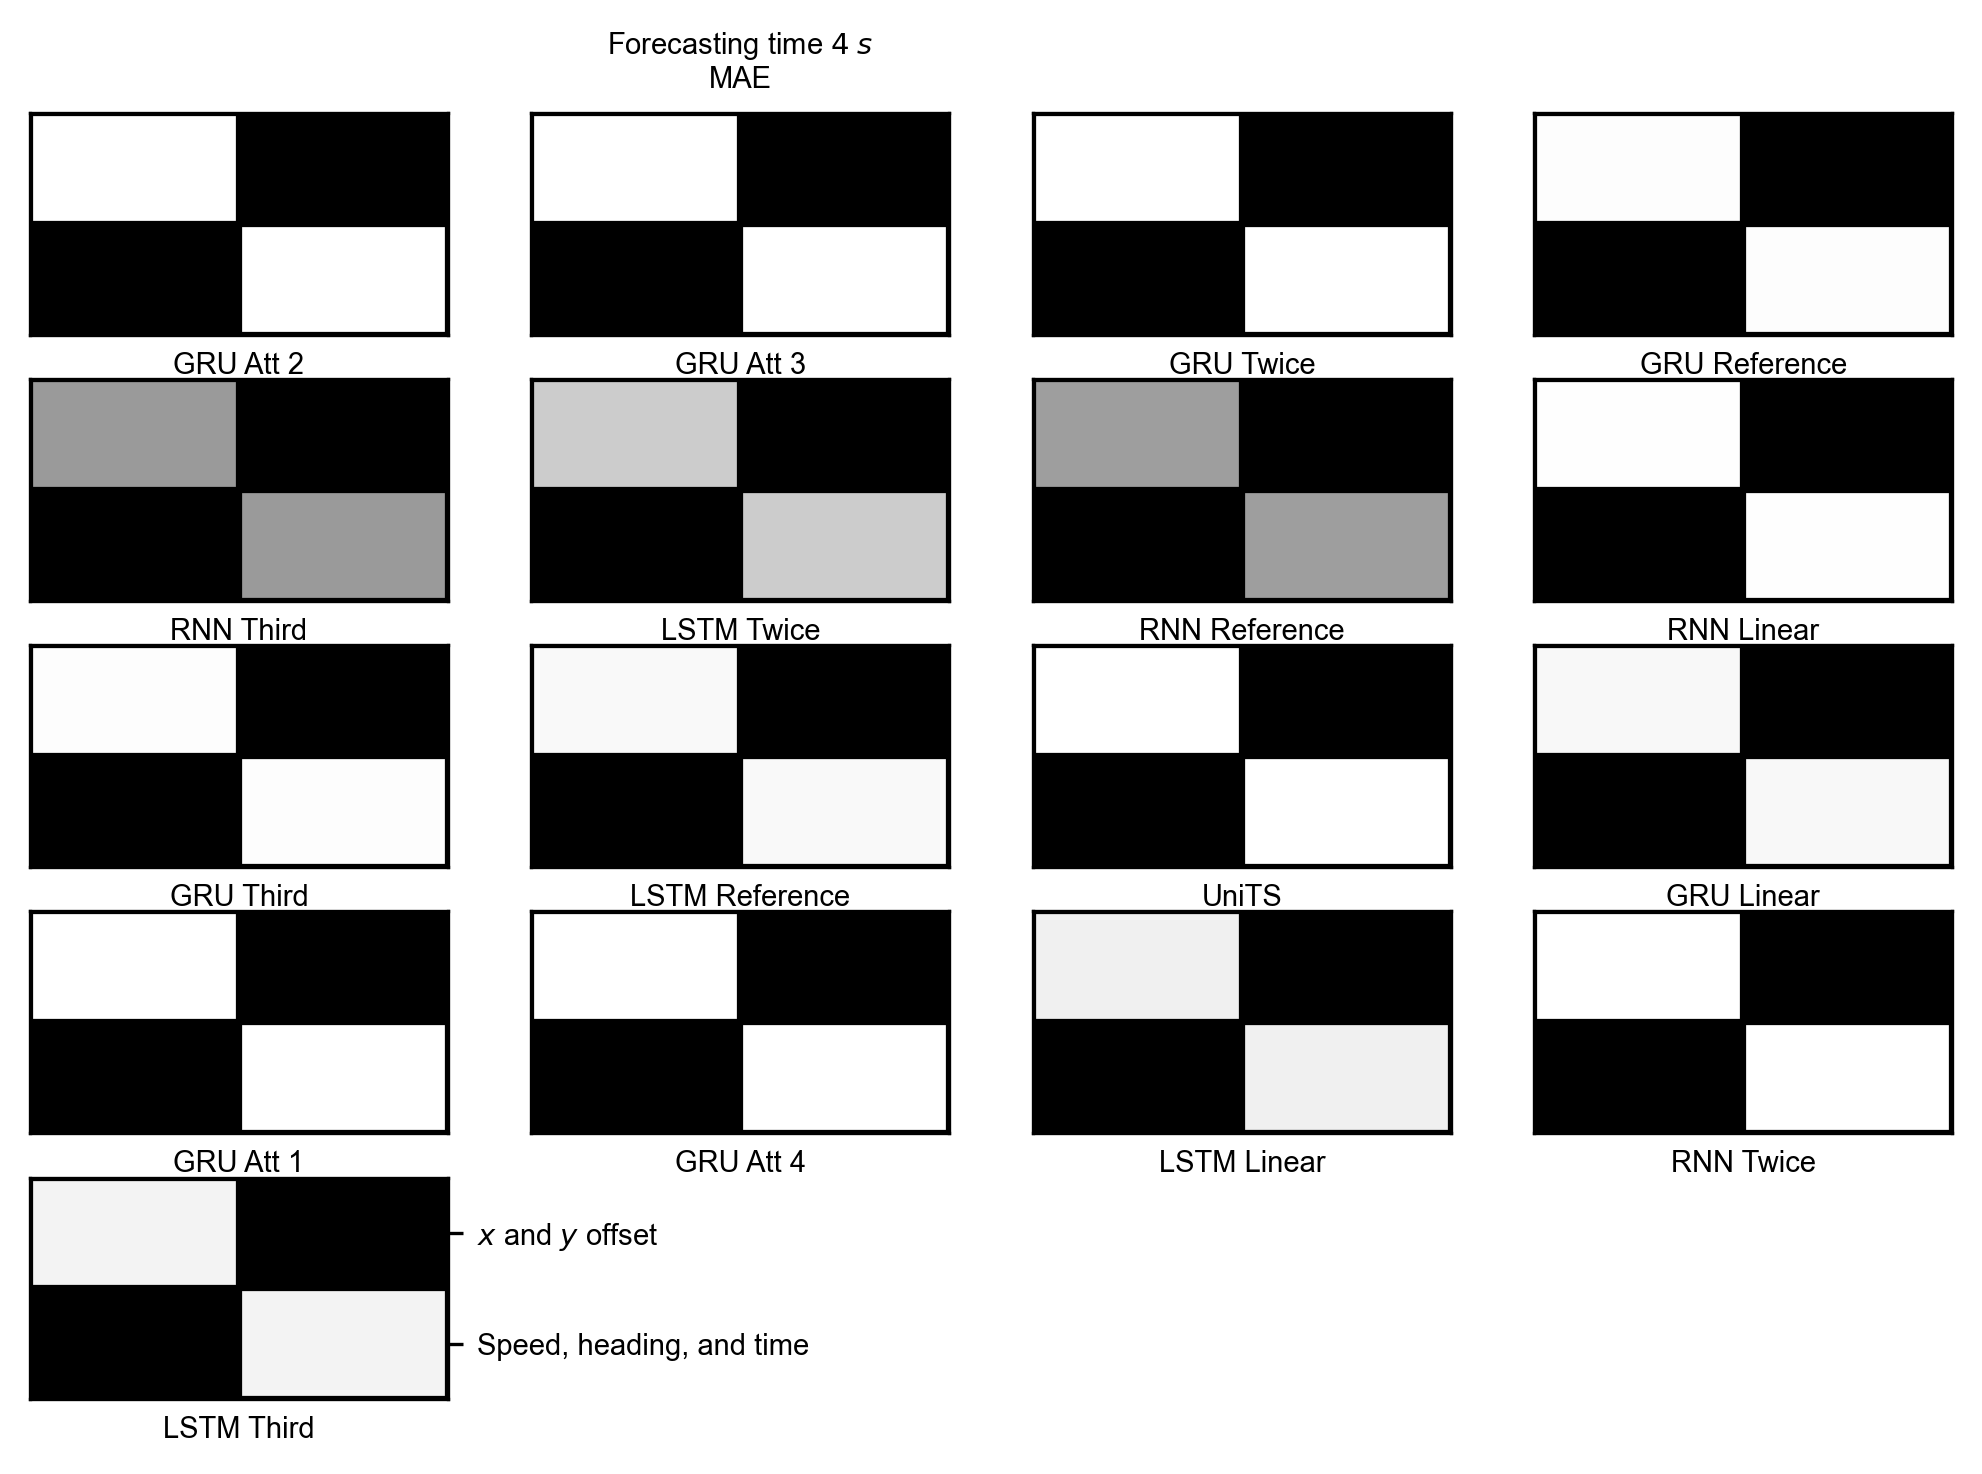 Forecasting time 4 s
MAE
GRU Att 2
GRU Att 3
GRU Twice
GRU Reference
RNN Third
LSTM Twice
RNN Reference
RNN Linear
GRU Third
LSTM Reference
UniTS
GRU Linear
GRU Att 1
GRU Att 4
LSTM Linear
RNN Twice
x and y offset
Speed, heading, and time
LSTM Third